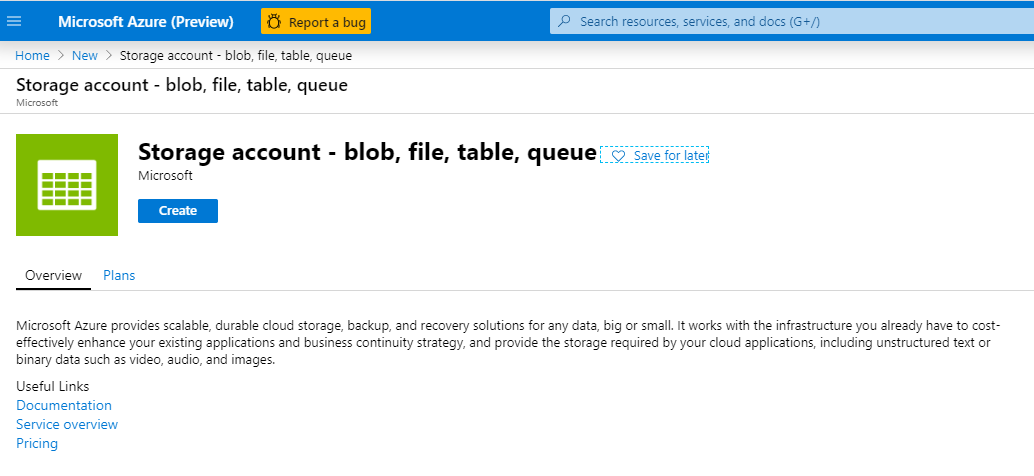 Microsoft Azure (Preview) Report a bug Search resources, services, and docs (G+/)
Home > New > Storage account - blob, file, table, queue
Storage account - blob, file, table, queue
Microsoft
Storage account - blob, file, table, queue Save for later
Microsoft
Create
Overview Plans
Microsoft Azure provides scalable, durable cloud storage, backup, and recovery solutions for any data, big or small. It works with the infrastructure you already have to cost-
effectively enhance your existing applications and business continuity strategy, and provide the storage required by your cloud applications, including unstructured text or
binary data such as video, audio, and images.
Useful Links
Documentation
Service overview
Pricing